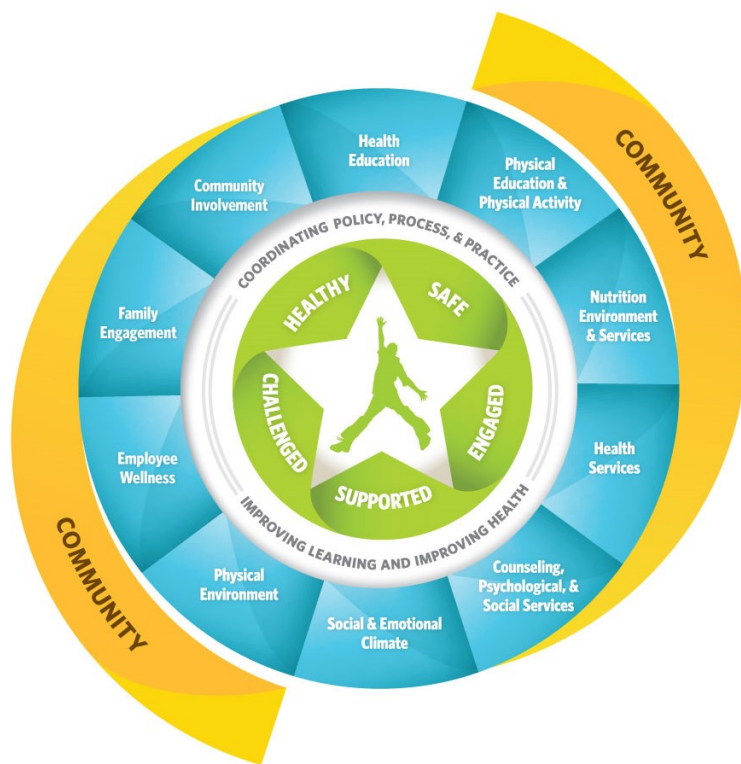 COMMUNITY
Health
Education
Physical
Education &
Physical Activity
Nutrition
Environment
& Services
Health
Services
Counseling,
Psychological, &
Social Services
Social & Emotional
Climate
Physical
Environment
Employee
Wellness
Family
Engagement
Community
Involvement
COORDINATING POLICY, PROCESS, & PRACTICE
IMPROVING LEARNING AND IMPROVING HEALTH
HEALTHY
SAFE
ENGAGED
SUPPORTED
CHALLENGED
COMMUNITY